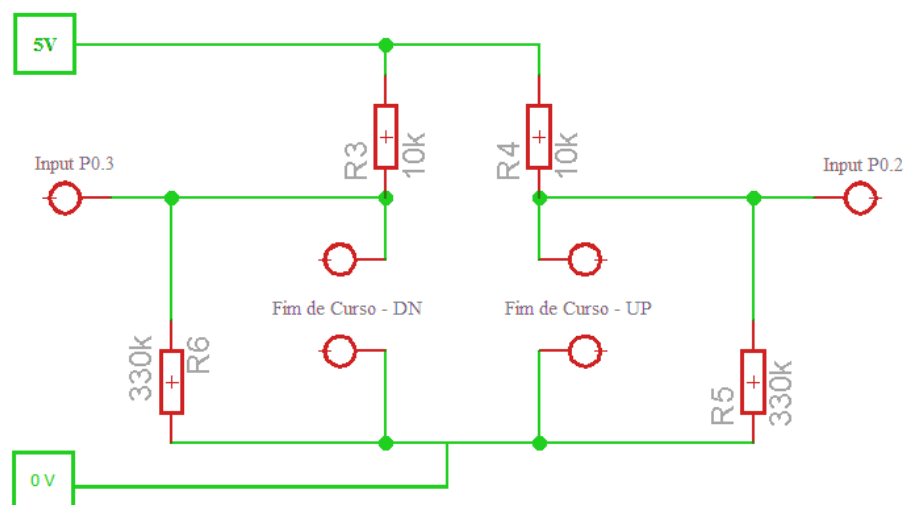 5V
R3
10k
R4
10k
Input P0.3
Input P0.2
Fim de Curso - DN
Fim de Curso - UP
330k
R6
R5
330k
0 V